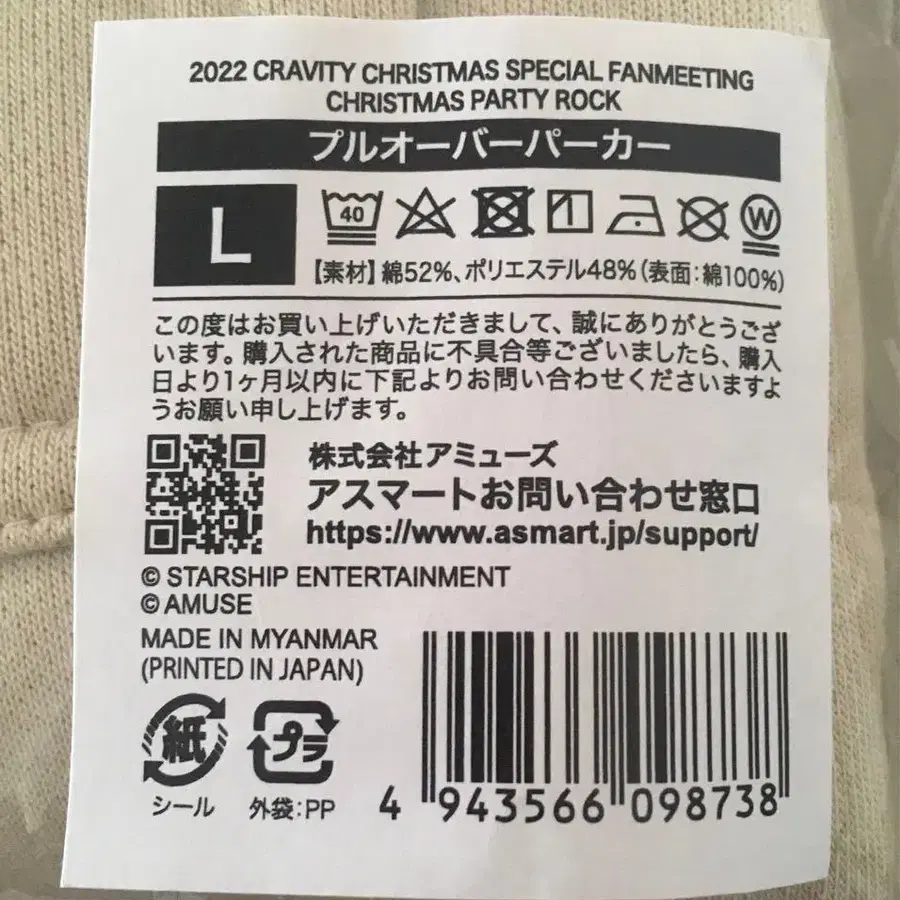 2022 CRAVITY CHRISTMAS SPECIAL FANMEETING
CHRISTMAS PARTY ROCK
プルオーバーパーカー
L
40
W
【素材】綿52%、ポリエステル48%(表面:綿100%)
この度はお買い上げいただきまして、誠にありがとうござ
います。購入された商品に不具合等ございましたら、購入
日より1ヶ月以内に下記よりお問い合わせくださいますよ
うお願い申し上げます。
株式会社アミューズ
アスマートお問い合わせ窓口
https://www.asmart.jp/support/
© STARSHIP ENTERTAINMENT
© AMUSE
MADE IN MYANMAR
(PRINTED IN JAPAN)
紙
プラ
シール
外袋:PP
4 943566 098738